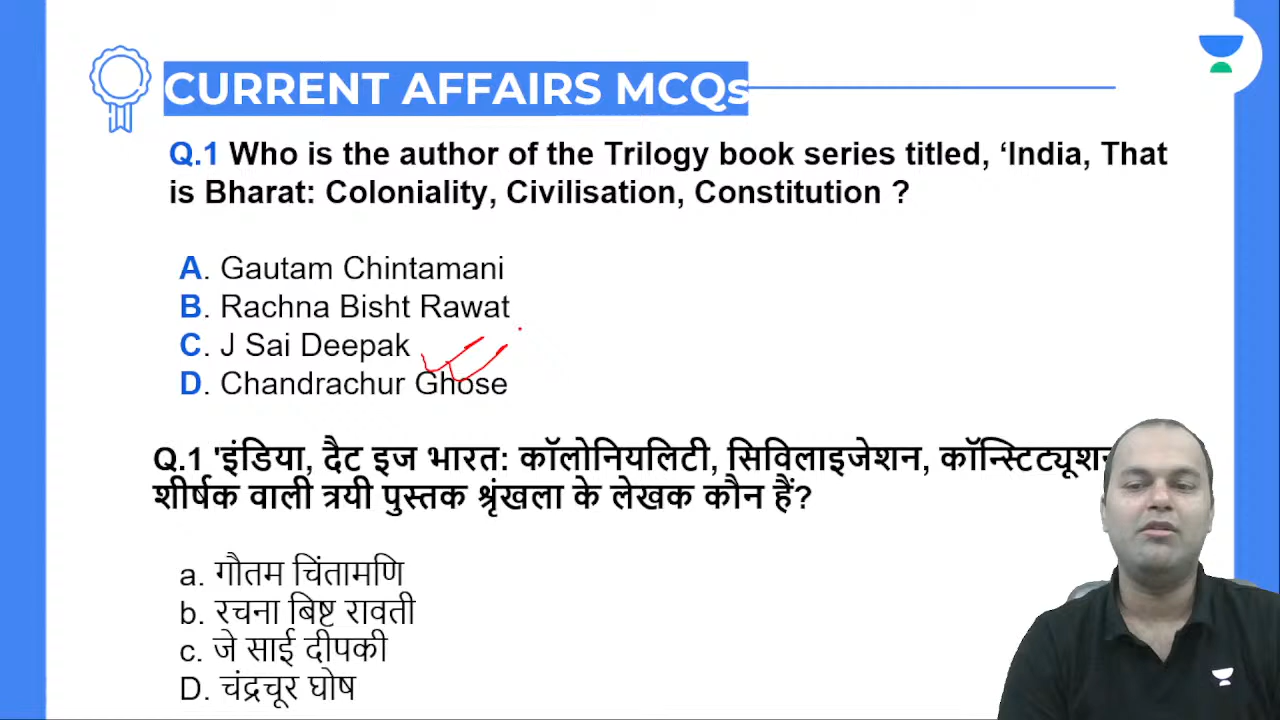 CURRENT AFFAIRS MCQs
Q.1 Who is the author of the Trilogy book series titled, ‘India, That
is Bharat: Coloniality, Civilisation, Constitution ?
A. Gautam Chintamani
B. Rachna Bisht Rawat
C. J Sai Deepak
D. Chandrachur Ghose
Q.1 'इंडिया, दैट इज भारत: कॉलोनियलिटी, सिविलाइजेशन, कॉन्स्टिट्यूशन
शीर्षक वाली त्रयी पुस्तक श्रृंखला के लेखक कौन हैं?
a. गौतम चिंतामणि
b. रचना बिष्ट रावती
c. जे साई दीपकी
D. चंद्रचूर घोष